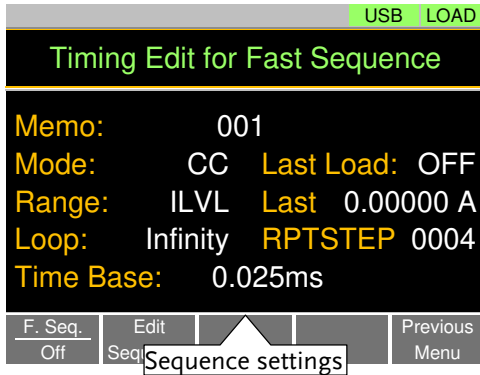 USB LOAD
Timing Edit for Fast Sequence
Memo: 001
Mode: CC Last Load: OFF
Range: ILVL Last 0.00000 A
Loop: Infinity RPTSTEP 0004
Time Base: 0.025ms
F. Seq. Edit Previous
Off Menu
Sequence settings